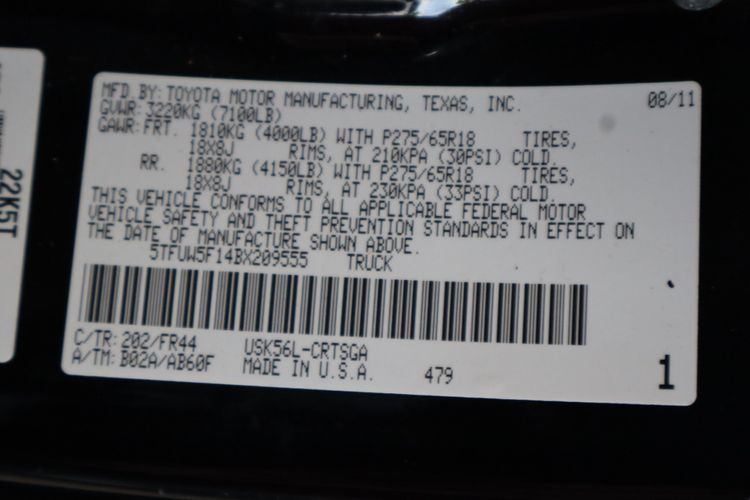 MFD.BY: TOYOTA MOTOR MANUFACTURING, TEXAS, INC. 08/11
GVWR: 3220KG (7100LB)
GAWR: FRT. 1810KG (4000LB) WITH P275/65R18 TIRES,
18X8J RIMS, AT 210KPA (30PSI) COLD.
RR. 1880KG (4150LB) WITH P275/65R18 TIRES,
18X8J RIMS, AT 230KPA (33PSI) COLD.
THIS VEHICLE CONFORMS TO ALL APPLICABLE FEDERAL MOTOR
VEHICLE SAFETY AND THEFT PREVENTION STANDARDS IN EFFECT ON
THE DATE OF MANUFACTURE SHOWN ABOVE.
5TFUW5F14BX209555 TRUCK
C/TR: 202/FR44 USK56L-CRTSGA
A/TM: B02A/AB60F MADE IN U.S.A. 479 1
22K5T